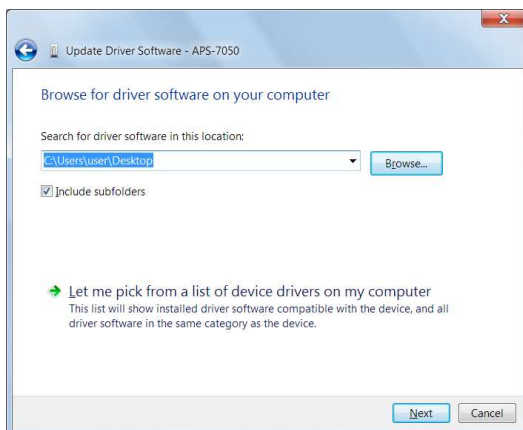 Update Driver Software - APS-7050
Browse for driver software on your computer
Search for driver software in this location:
C:\Users\user\Desktop
Browse...
Include subfolders
Let me pick from a list of device drivers on my computer
This list will show installed driver software compatible with the device, and all
driver software in the same category as the device.
Next
Cancel